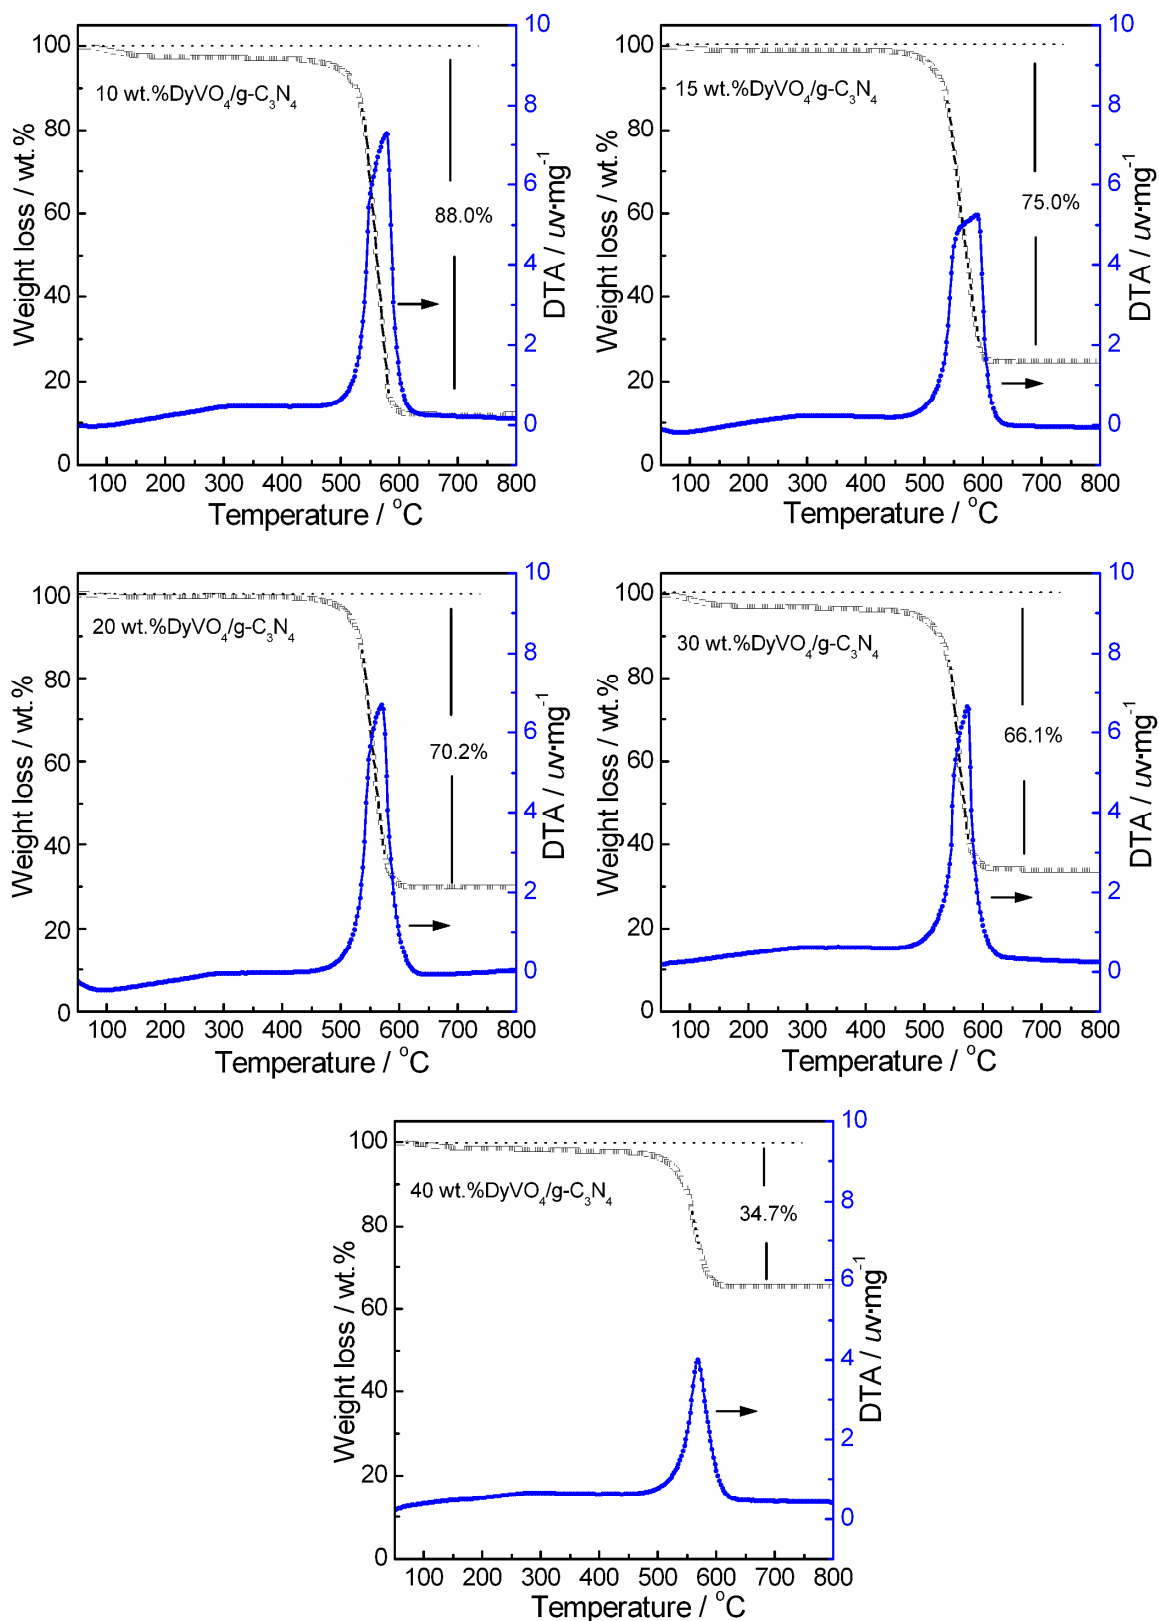 10 wt.%DyVO₄/g-C₃N₄
88.0%
Weight loss / wt.%
100
80
60
40
20
0
100 200 300 400 500 600 700 800
Temperature / °C
10
8
6
4
2
0
DTA / uv·mg⁻¹
15 wt.%DyVO₄/g-C₃N₄
75.0%
Weight loss / wt.%
100
80
60
40
20
0
100 200 300 400 500 600 700 800
Temperature / °C
10
8
6
4
2
0
DTA / uv·mg⁻¹
20 wt.%DyVO₄/g-C₃N₄
70.2%
Weight loss / wt.%
100
80
60
40
20
0
100 200 300 400 500 600 700 800
Temperature / °C
10
8
6
4
2
0
DTA / uv·mg⁻¹
30 wt.%DyVO₄/g-C₃N₄
66.1%
Weight loss / wt.%
100
80
60
40
20
0
100 200 300 400 500 600 700 800
Temperature / °C
10
8
6
4
2
0
DTA / uv·mg⁻¹
40 wt.%DyVO₄/g-C₃N₄
34.7%
Weight loss / wt.%
100
80
60
40
20
0
100 200 300 400 500 600 700 800
Temperature / °C
10
8
6
4
2
0
DTA / uv·mg⁻¹